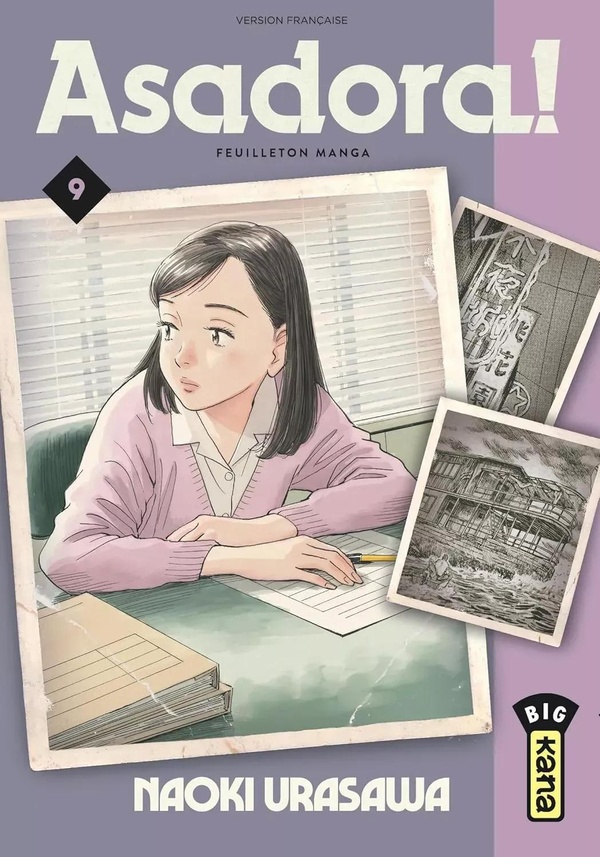 VERSION FRANÇAISE
Asadora!
FEUILLETON MANGA
9
NAOKI URASAWA
BIG
kana